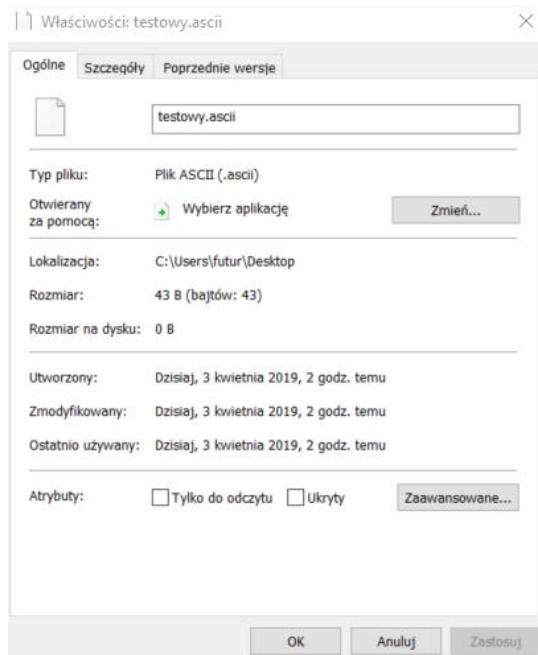 Właściwości: testowy.ascii
Ogólne Szczegóły Poprzednie wersje
testowy.ascii
Typ pliku: Plik ASCII (.ascii)
Otwierany za pomocą: Wybierz aplikację Zmień...
Lokalizacja: C:\Users\futur\Desktop
Rozmiar: 43 B (bajtów: 43)
Rozmiar na dysku: 0 B
Utworzony: Dzisiaj, 3 kwietnia 2019, 2 godz. temu
Zmodyfikowany: Dzisiaj, 3 kwietnia 2019, 2 godz. temu
Ostatnio używany: Dzisiaj, 3 kwietnia 2019, 2 godz. temu
Atrybuty: Tylko do odczytu Ukryty Zaawansowane...
OK Anuluj Zastosuj